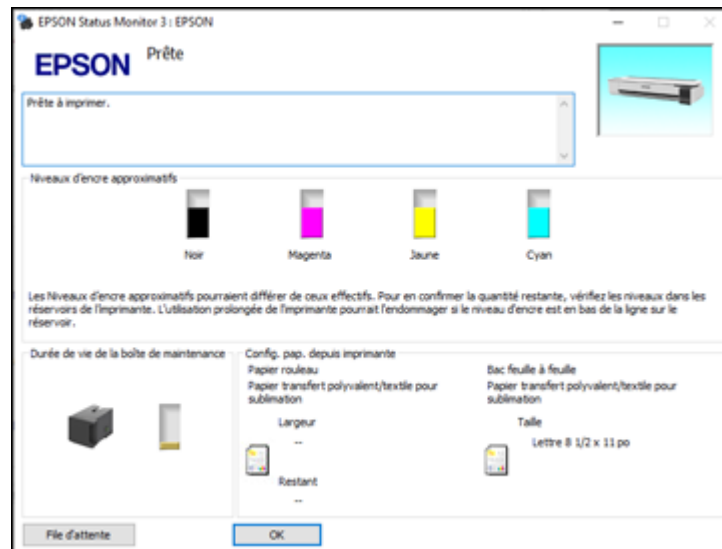 EPSON Status Monitor 3 : EPSON
EPSON
Prête
Prête à imprimer.
Niveaux d'encre approximatifs
Noir
Magenta
Jaune
Cyan
Les Niveaux d'encre approximatifs pourraient différer de ceux effectifs. Pour en confirmer la quantité restante, vérifiez les niveaux dans les
réservoirs de l'imprimante. L'utilisation prolongée de l'imprimante pourrait l'endommager si le niveau d'encre est en bas de la ligne sur le
réservoir.
Durée de vie de la boîte de maintenance
Config. pap. depuis imprimante
Papier rouleau
Papier transfert polyvalent/textile pour
sublimation
Largeur
--
Restant
--
Bac feuille à feuille
Papier transfert polyvalent/textile pour
sublimation
Taille
Lettre 8 1/2 x 11 po
File d'attente
OK